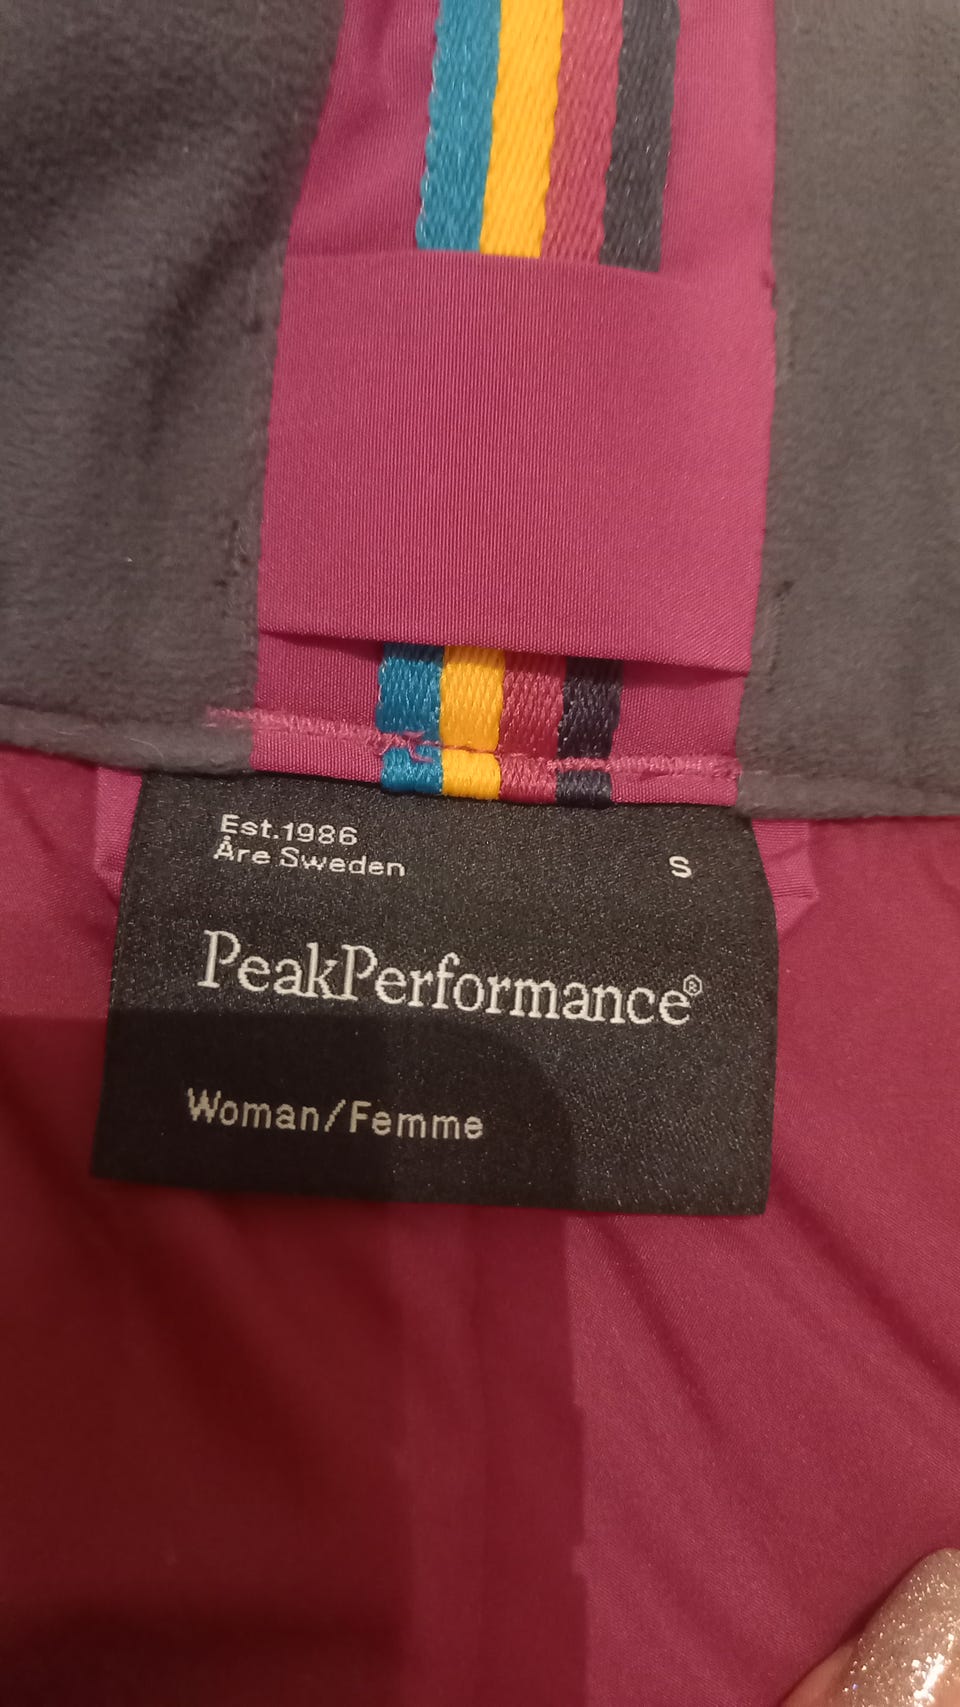 Est.1986
Åre Sweden
S
PeakPerformance®
Woman/Femme